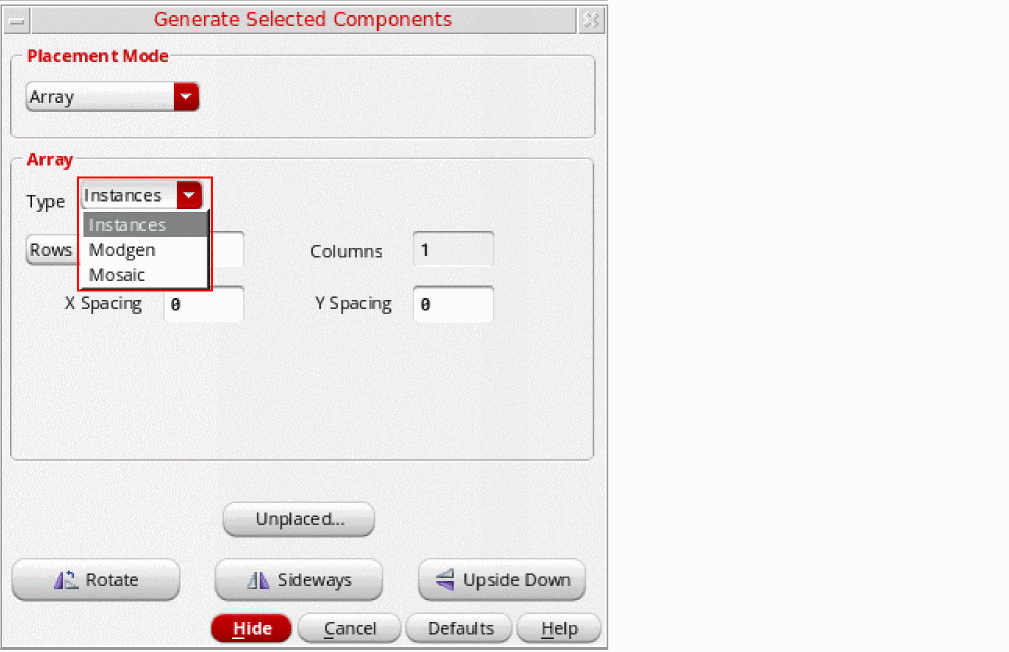 Generate Selected Components
Placement Mode
Array
Array
Type Instances
Instances
Modgen
Mosaic
Rows
Columns 1
X Spacing 0
Y Spacing 0
Unplaced...
Rotate
Sideways
Upside Down
Hide
Cancel
Defaults
Help